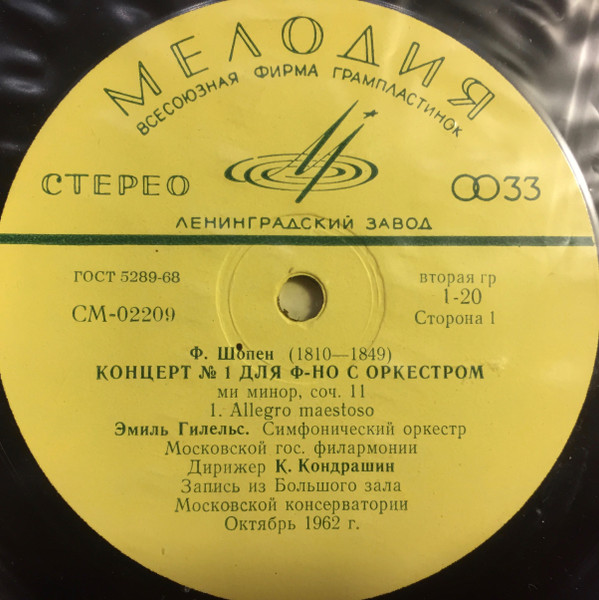 МЕЛОДИЯ
ВСЕСОЮЗНАЯ ФИРМА ГРАМПЛАСТИНОК
СТЕРЕО
33
ЛЕНИНГРАДСКИЙ ЗАВОД
ГОСТ 5289-68
вторая гр
1-20
СМ-02209
Сторона 1
Ф. Шопен (1810—1849)
КОНЦЕРТ № 1 ДЛЯ Ф-НО С ОРКЕСТРОМ
ми минор, соч. 11
1. Allegro maestoso
Эмиль Гилельс. Симфонический оркестр
Московской гос. филармонии
Дирижер К. Кондрашин
Запись из Большого зала
Московской консерватории
Октябрь 1962 г.